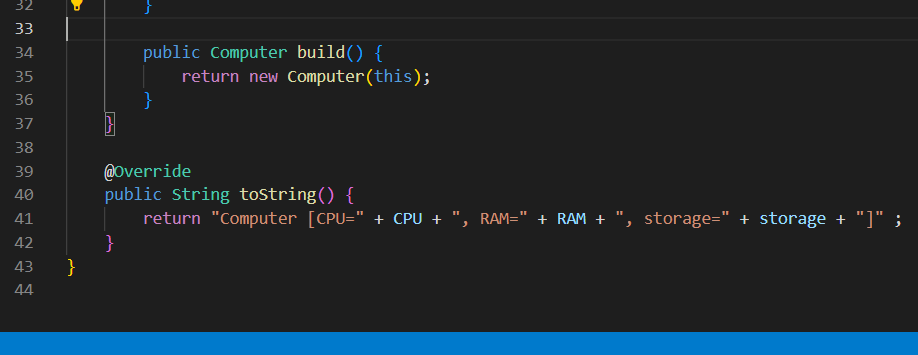 32 }
33
34 public Computer build() {
35 return new Computer(this);
36 }
37 }
38
39 @Override
40 public String toString() {
41 return "Computer [CPU=" + CPU + ", RAM=" + RAM + ", storage=" + storage + "]" ;
42 }
43 }
44